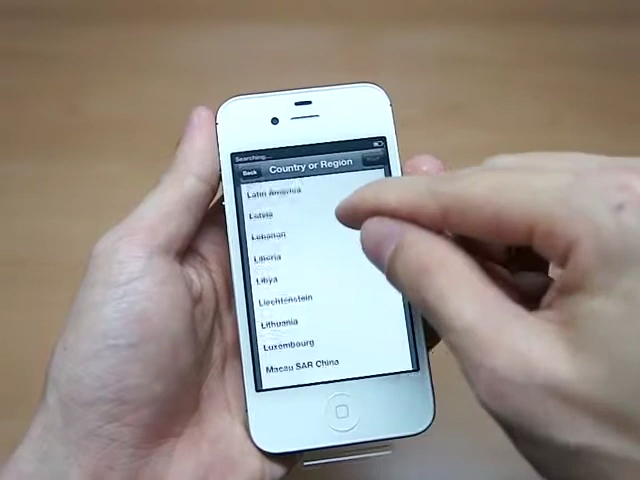 Searching...
Back
Country or Region
Latin America
Latvia
Lebanon
Liberia
Libya
Liechtenstein
Lithuania
Luxembourg
Macau SAR China